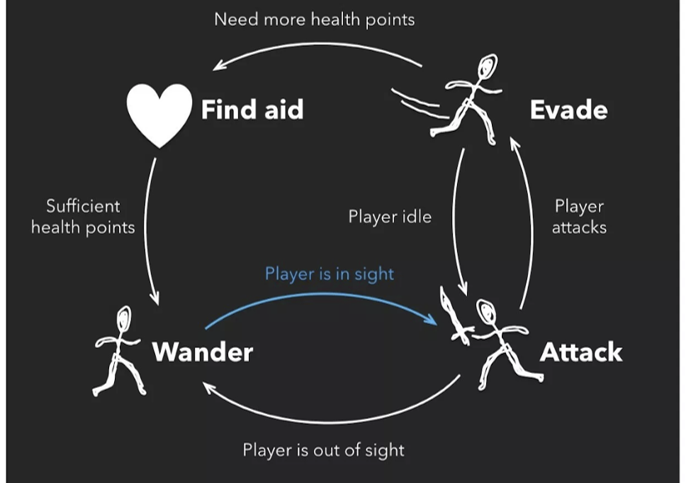 Need more health points
Find aid
Evade
Sufficient
health points
Player idle
Player
attacks
Player is in sight
Wander
Attack
Player is out of sight